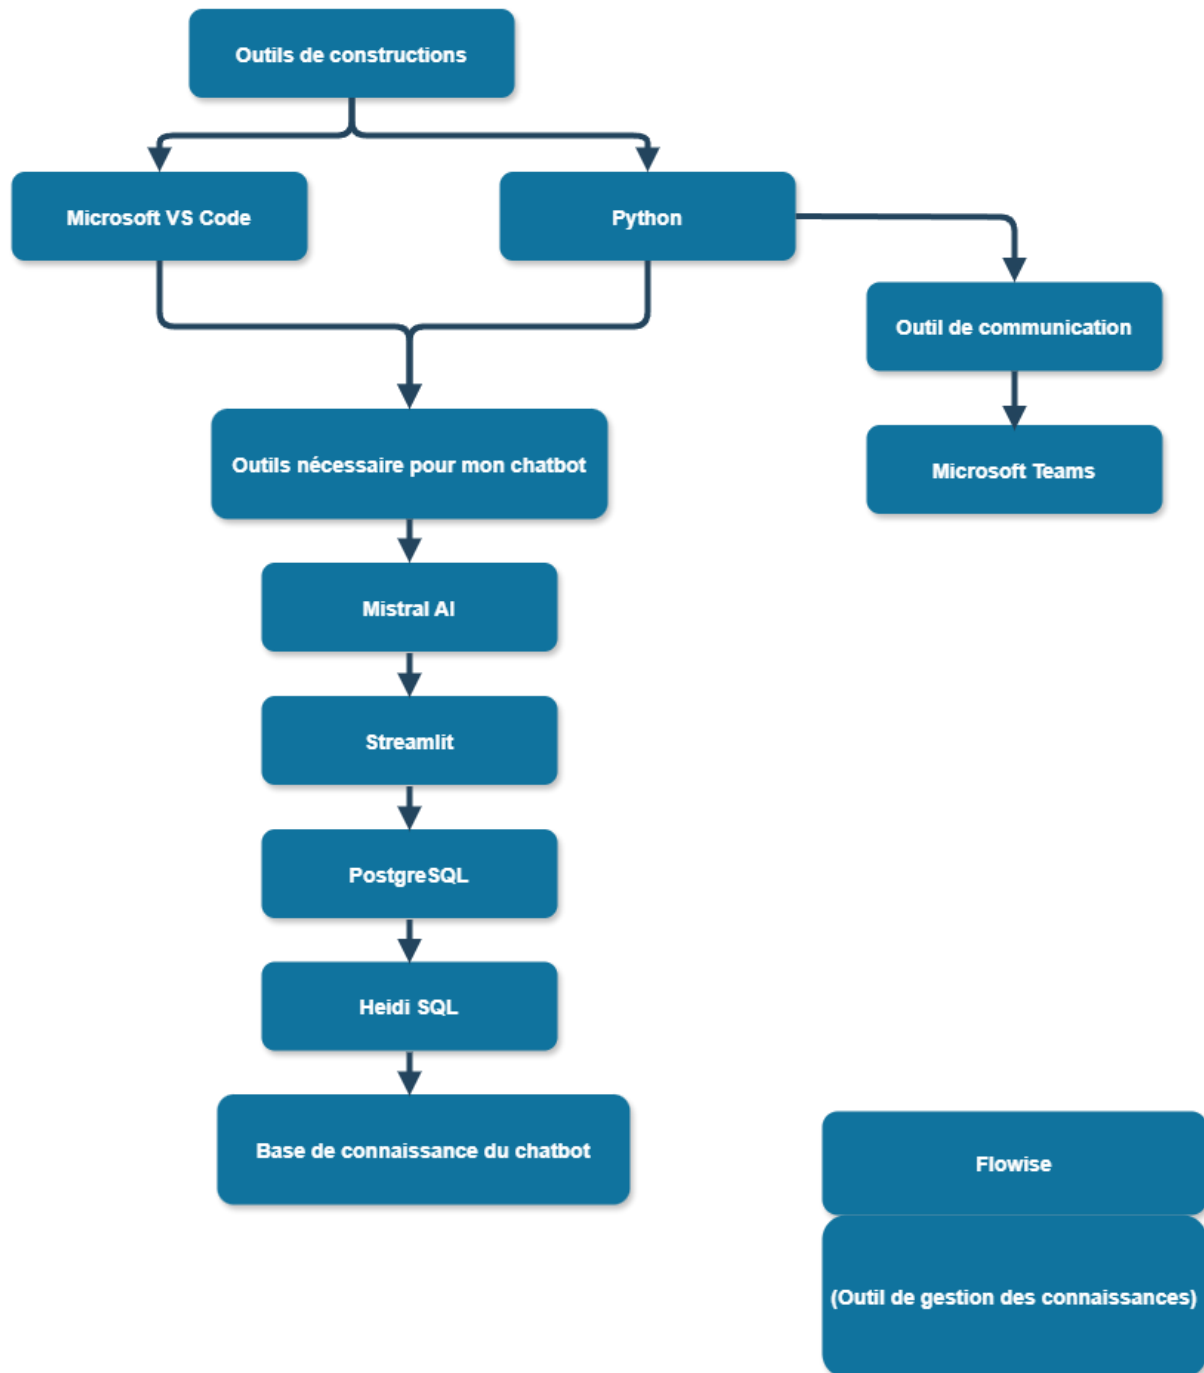 Outils de constructions
Microsoft VS Code
Python
Outil de communication
Outils nécessaire pour mon chatbot
Microsoft Teams
Mistral AI
Streamlit
PostgreSQL
Heidi SQL
Base de connaissance du chatbot
Flowise
(Outil de gestion des connaissances)